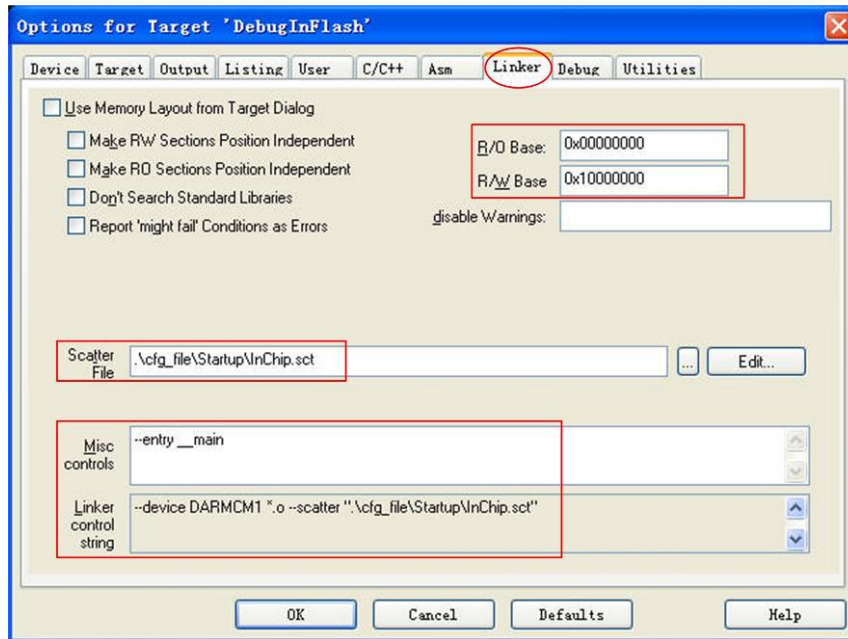 Options for Target 'DebugInFlash'
Device Target Output Listing User C/C++ Asm Linker Debug Utilities
Use Memory Layout from Target Dialog
Make RW Sections Position Independent
Make RO Sections Position Independent
Don't Search Standard Libraries
Report 'might fail' Conditions as Errors
R/O Base: 0x00000000
R/W Base 0x10000000
disable Warnings:
Scatter
File
.\cfg_file\Startup\InChip.sct
...
Edit...
Misc
controls
--entry __main
Linker
control
string
--device DARMCM1 *.o --scatter ".\cfg_file\Startup\InChip.sct"
OK Cancel Defaults Help